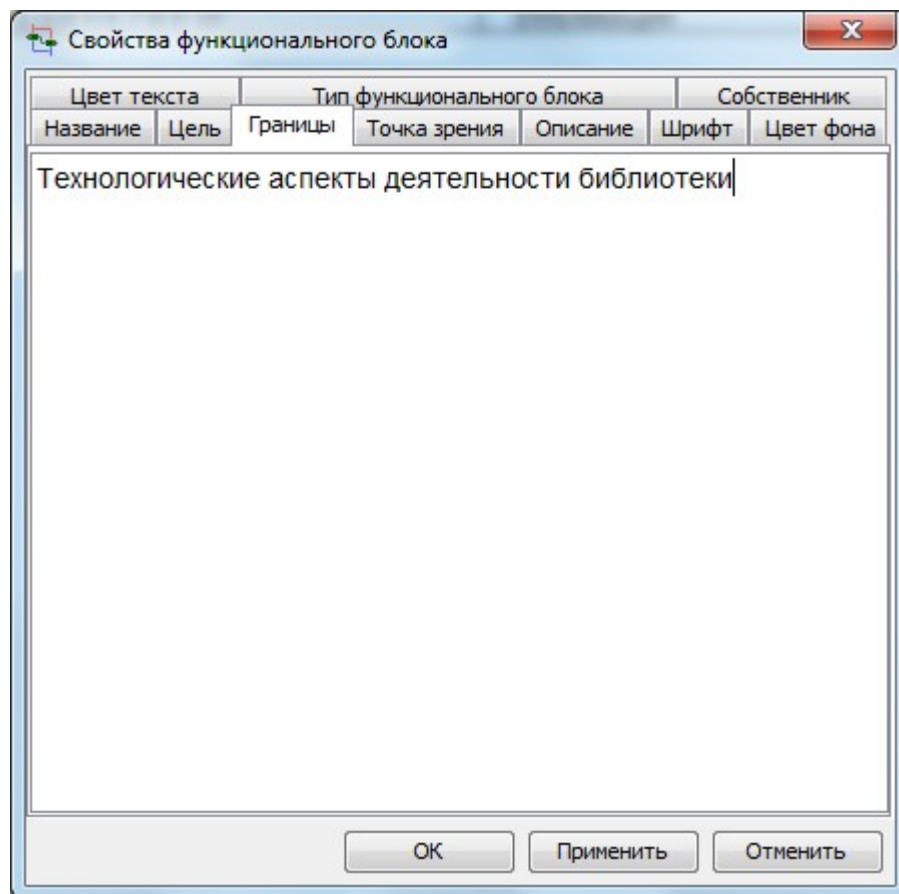 Свойства функционального блока
Цвет текста Тип функционального блока Собственник
Название Цель Границы Точка зрения Описание Шрифт Цвет фона
Технологические аспекты деятельности библиотеки
OK Применить Отменить